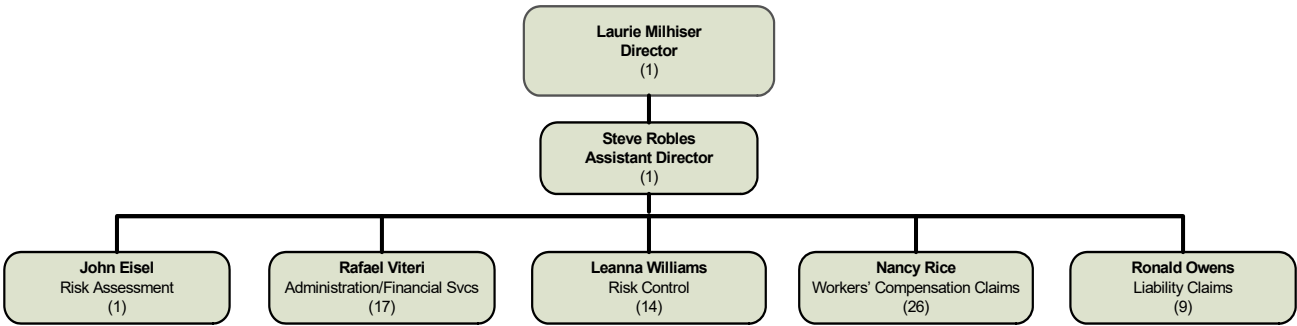 Laurie Milhiser
Director
(1)
Steve Robles
Assistant Director
(1)
John Eisel
Risk Assessment
(1)
Rafael Viteri
Administration/Financial Svcs
(17)
Leanna Williams
Risk Control
(14)
Nancy Rice
Workers' Compensation Claims
(26)
Ronald Owens
Liability Claims
(9)